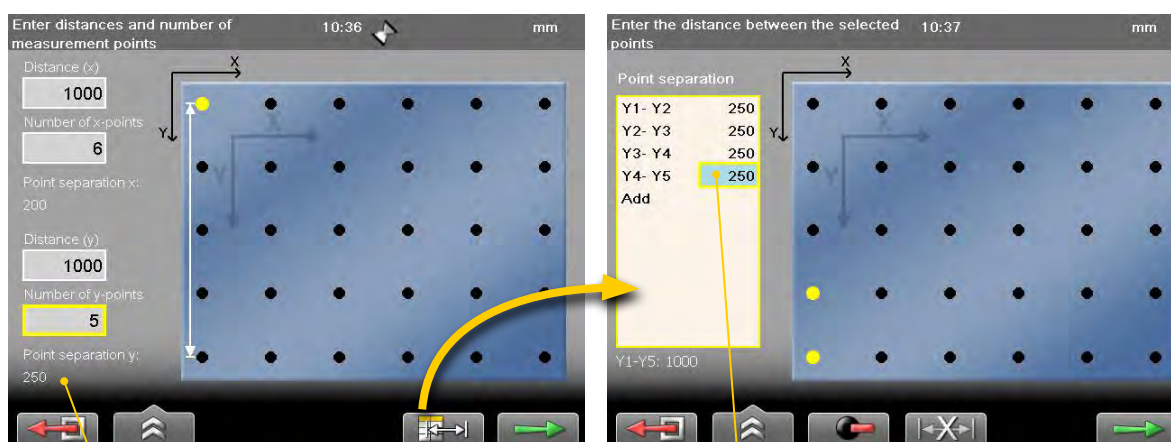 Enter distances and number of
measurement points
10:36
mm
Distance (x)
1000
Number of x-points
6
Point separation x:
200
Distance (y)
1000
Number of y-points
5
Point separation y:
250
X
Y
X
Y
Enter the distance between the selected
points
10:37
mm
Point separation
Y1- Y2 250
Y2- Y3 250
Y3- Y4 250
Y4- Y5 250
Add
Y1-Y5: 1000
X
Y
X
Y
X